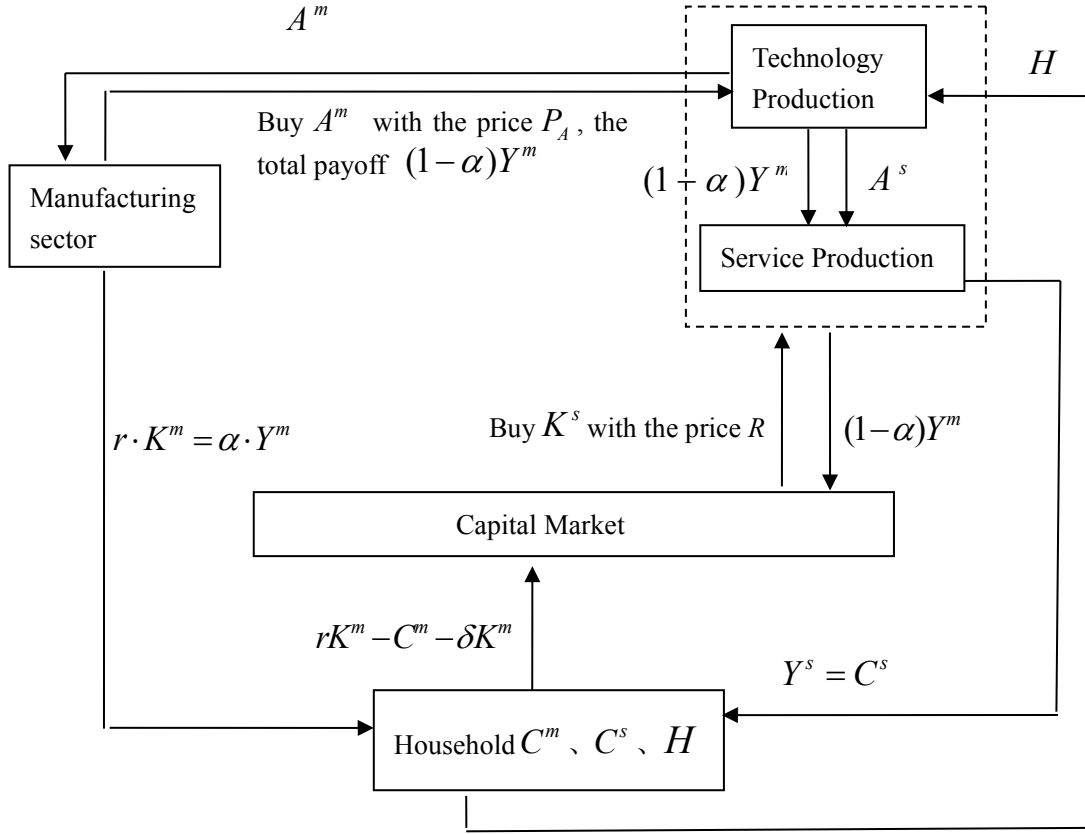 A^m
Technology
Production
H
Buy A^m with the price P_A , the
total payoff (1−α)Y^m
(1−α)Y^m
A^s
Manufacturing
sector
Service Production
r·K^m = α·Y^m
Buy K^s with the price R
(1−α)Y^m
Capital Market
rK^m − C^m − δK^m
Y^s = C^s
Household C^m 、C^s 、H